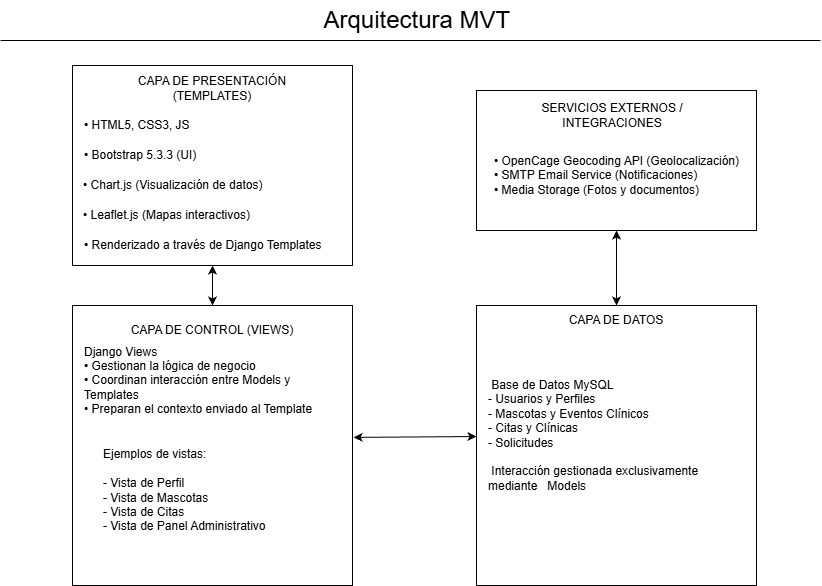 Arquitectura MVT
CAPA DE PRESENTACIÓN
(TEMPLATES)
• HTML5, CSS3, JS
• Bootstrap 5.3.3 (UI)
• Chart.js (Visualización de datos)
• Leaflet.js (Mapas interactivos)
• Renderizado a través de Django Templates
SERVICIOS EXTERNOS /
INTEGRACIONES
• OpenCage Geocoding API (Geolocalización)
• SMTP Email Service (Notificaciones)
• Media Storage (Fotos y documentos)
CAPA DE CONTROL (VIEWS)
Django Views
• Gestionan la lógica de negocio
• Coordinan interacción entre Models y
Templates
• Preparan el contexto enviado al Template
Ejemplos de vistas:
- Vista de Perfil
- Vista de Mascotas
- Vista de Citas
- Vista de Panel Administrativo
CAPA DE DATOS
Base de Datos MySQL
- Usuarios y Perfiles
- Mascotas y Eventos Clínicos
- Citas y Clínicas
- Solicitudes
Interacción gestionada exclusivamente
mediante Models